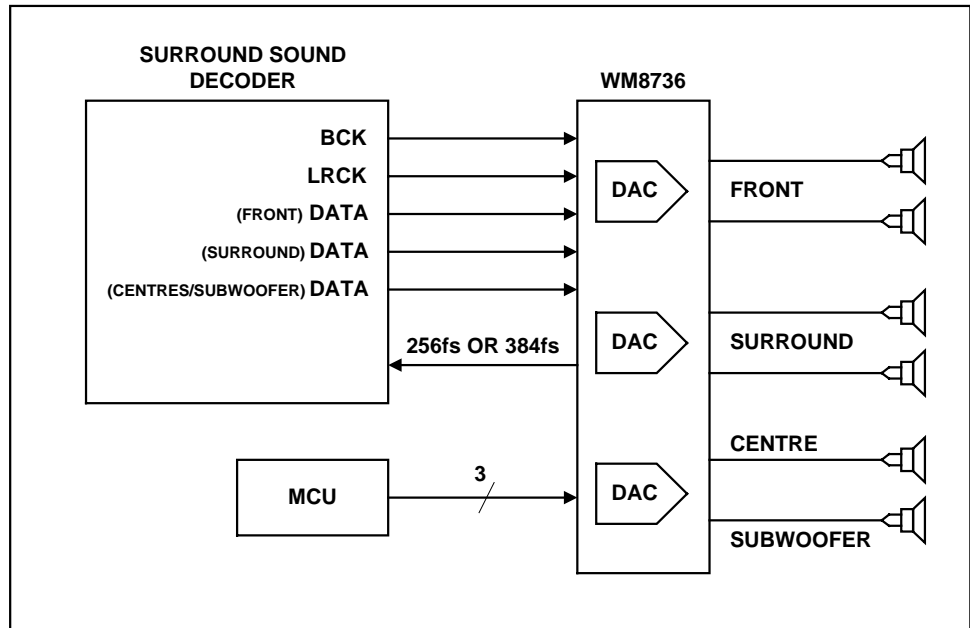 SURROUND SOUND
DECODER
WM8736
BCK
LRCK
(FRONT) DATA
(SURROUND) DATA
(CENTRES/SUBWOOFER) DATA
256fs OR 384fs
MCU
3
DAC
FRONT
DAC
SURROUND
DAC
CENTRE
SUBWOOFER